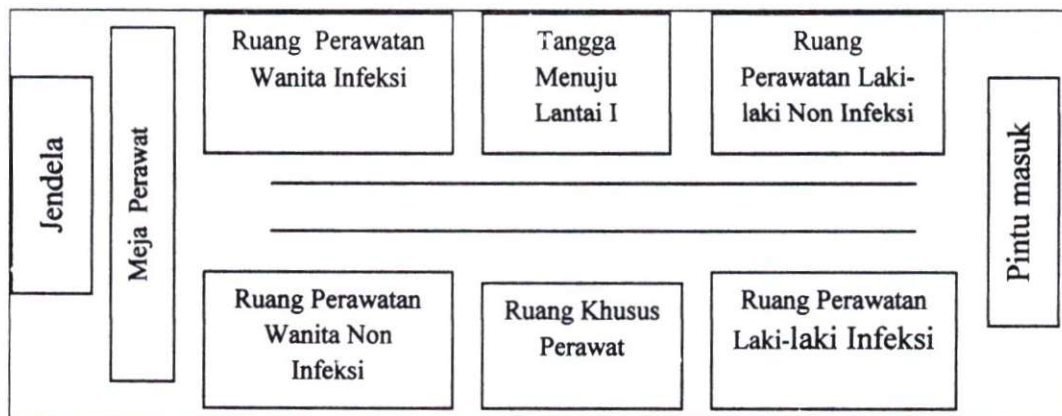 Jendela
Meja Perawat
Ruang Perawatan
Wanita Infeksi
Tangga
Menuju
Lantai I
Ruang
Perawatan Laki-
laki Non Infeksi
Pintu masuk
Ruang Perawatan
Wanita Non
Infeksi
Ruang Khusus
Perawat
Ruang Perawatan
Laki-laki Infeksi